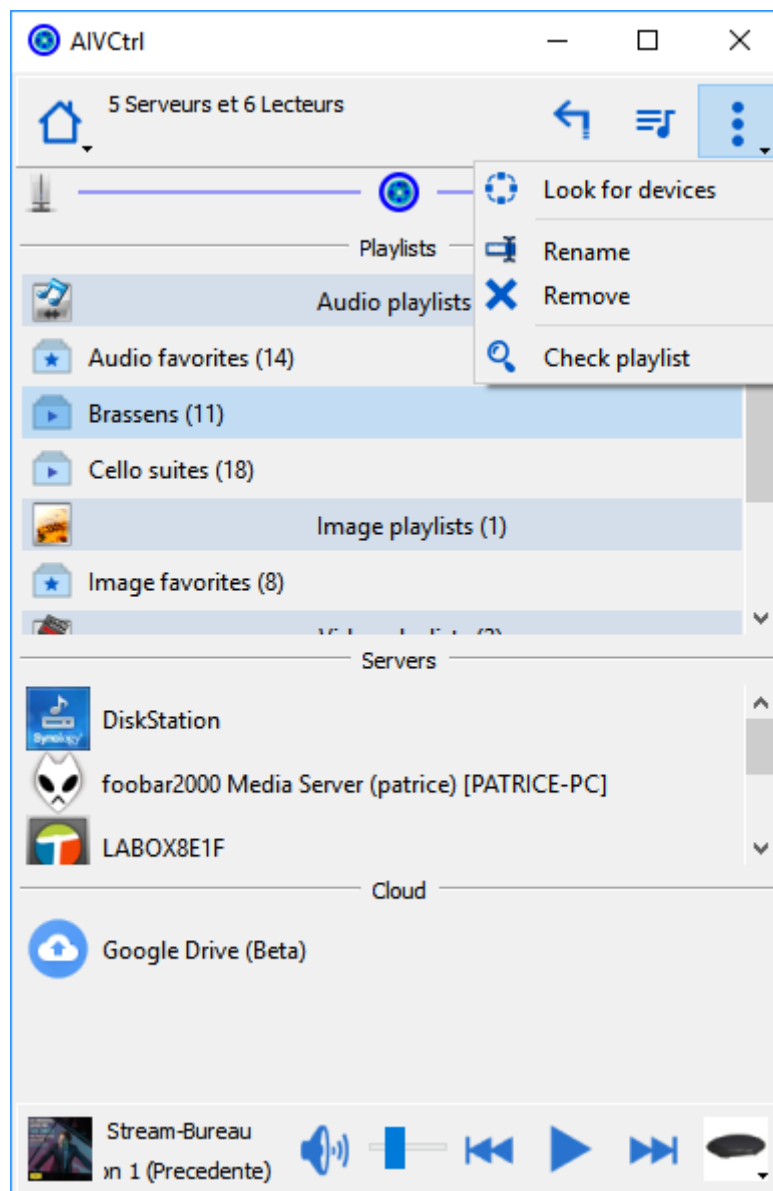 AIVCtrl
5 Serveurs et 6 Lecteurs
Look for devices
Rename
Remove
Check playlist
Playlists
Audio playlists
Audio favorites (14)
Brassens (11)
Cello suites (18)
Image playlists (1)
Image favorites (8)
Servers
DiskStation
Synology
foobar2000 Media Server (patrice) [PATRICE-PC]
LABOX8E1F
Cloud
Google Drive (Beta)
Stream-Bureau
on 1 (Precedente)